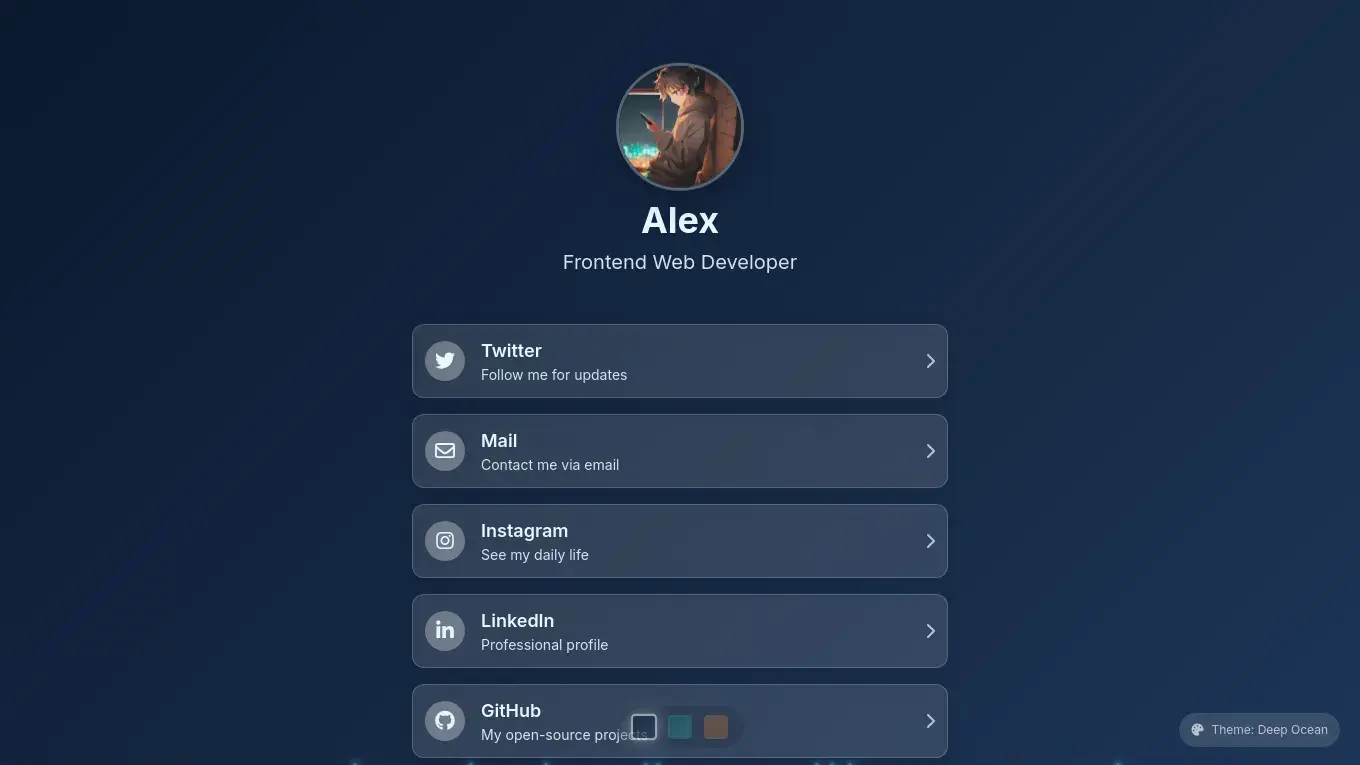 Alex
Frontend Web Developer
Twitter
Follow me for updates
Mail
Contact me via email
Instagram
See my daily life
LinkedIn
Professional profile
GitHub
My open-source projects
Theme: Deep Ocean